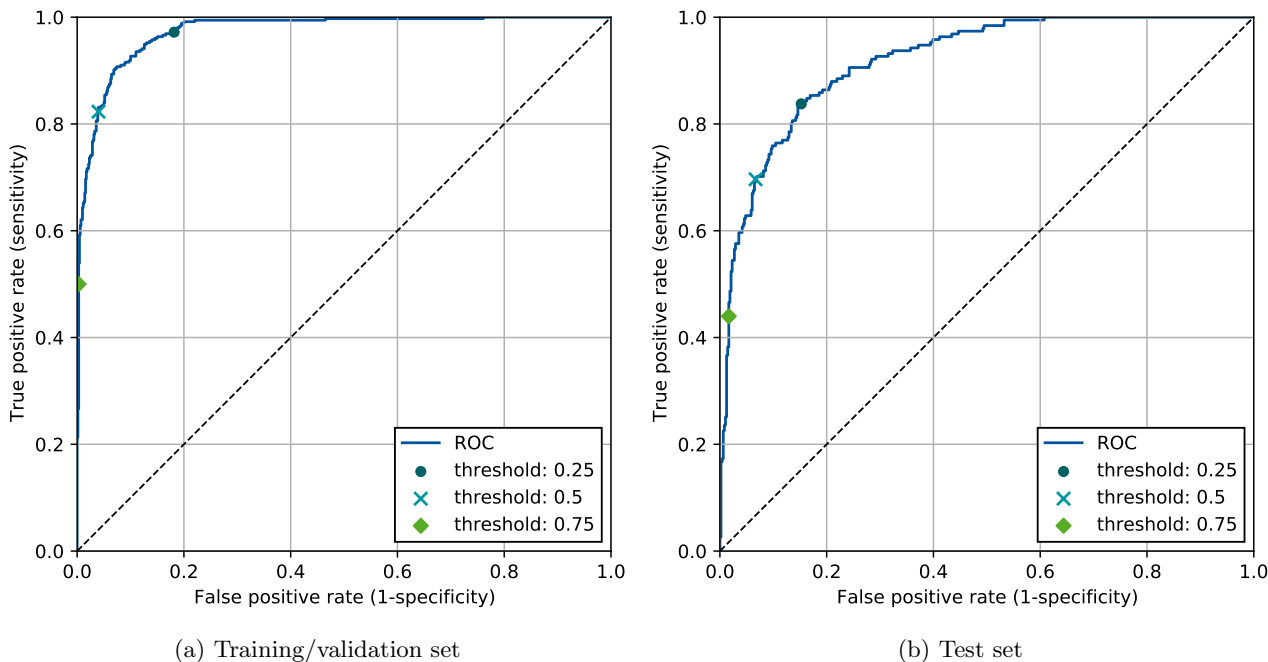 1.0
0.8
0.6
0.4
0.2
0.0
True positive rate (sensitivity)
ROC
threshold: 0.25
threshold: 0.5
threshold: 0.75
0.0 0.2 0.4 0.6 0.8 1.0
False positive rate (1-specificity)
(a) Training/validation set
1.0
0.8
0.6
0.4
0.2
0.0
True positive rate (sensitivity)
ROC
threshold: 0.25
threshold: 0.5
threshold: 0.75
0.0 0.2 0.4 0.6 0.8 1.0
False positive rate (1-specificity)
(b) Test set